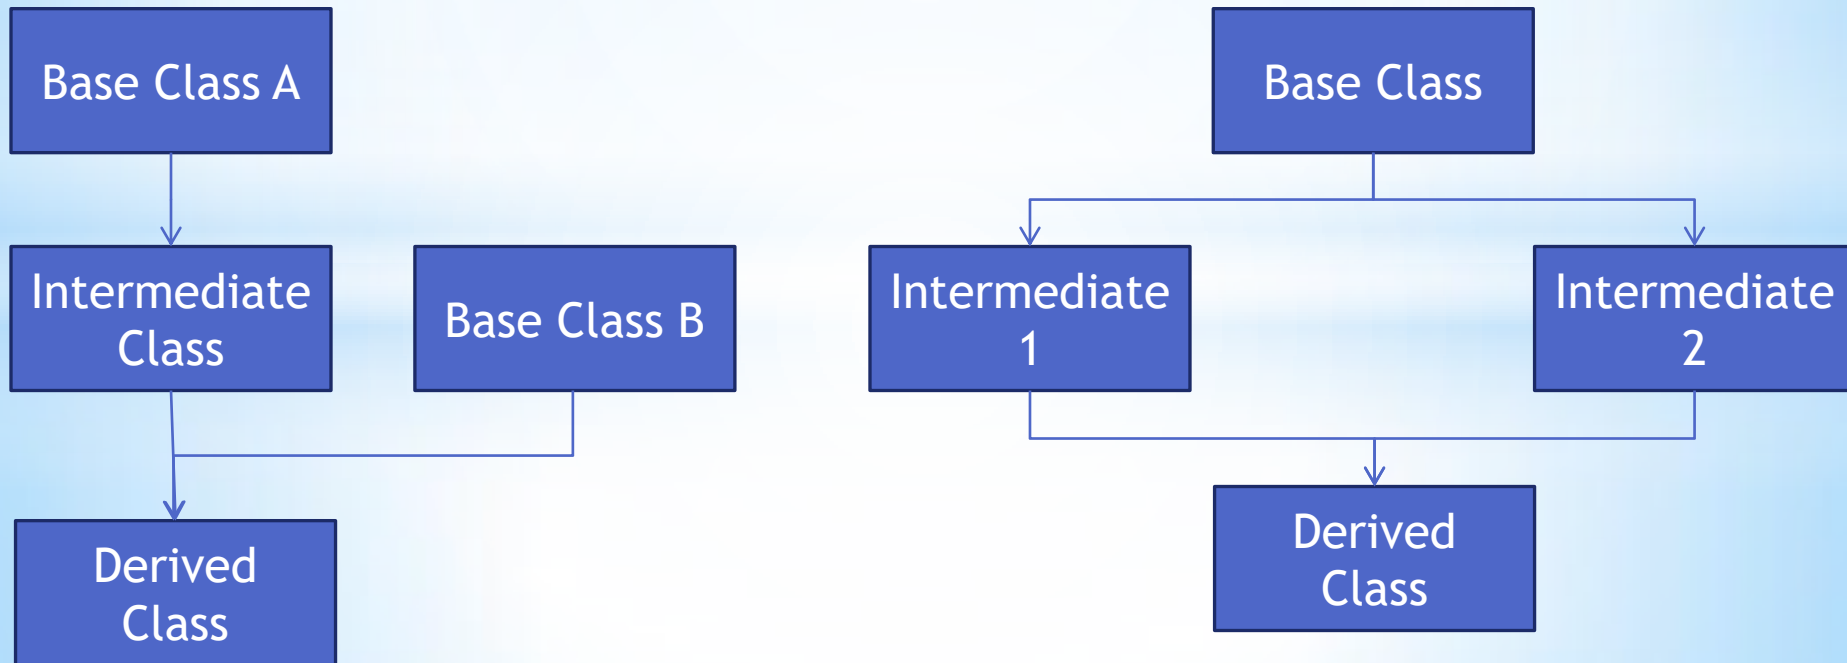 Base Class A
Intermediate
Class
Base Class B
Derived
Class
Base Class
Intermediate
1
Intermediate
2
Derived
Class